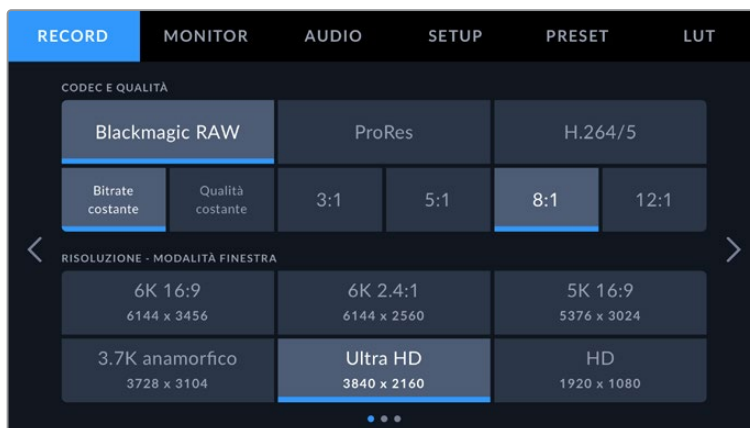 RECORD MONITOR AUDIO SETUP PRESET LUT
CODEC E QUALITÀ
Blackmagic RAW ProRes H.264/5
Bitrate costante Qualità costante 3:1 5:1 8:1 12:1
RISOLUZIONE - MODALITÀ FINESTRA
6K 16:9 6K 2.4:1 5K 16:9
6144 x 3456 6144 x 2560 5376 x 3024
3.7K anamorfico Ultra HD HD
3728 x 3104 3840 x 2160 1920 x 1080